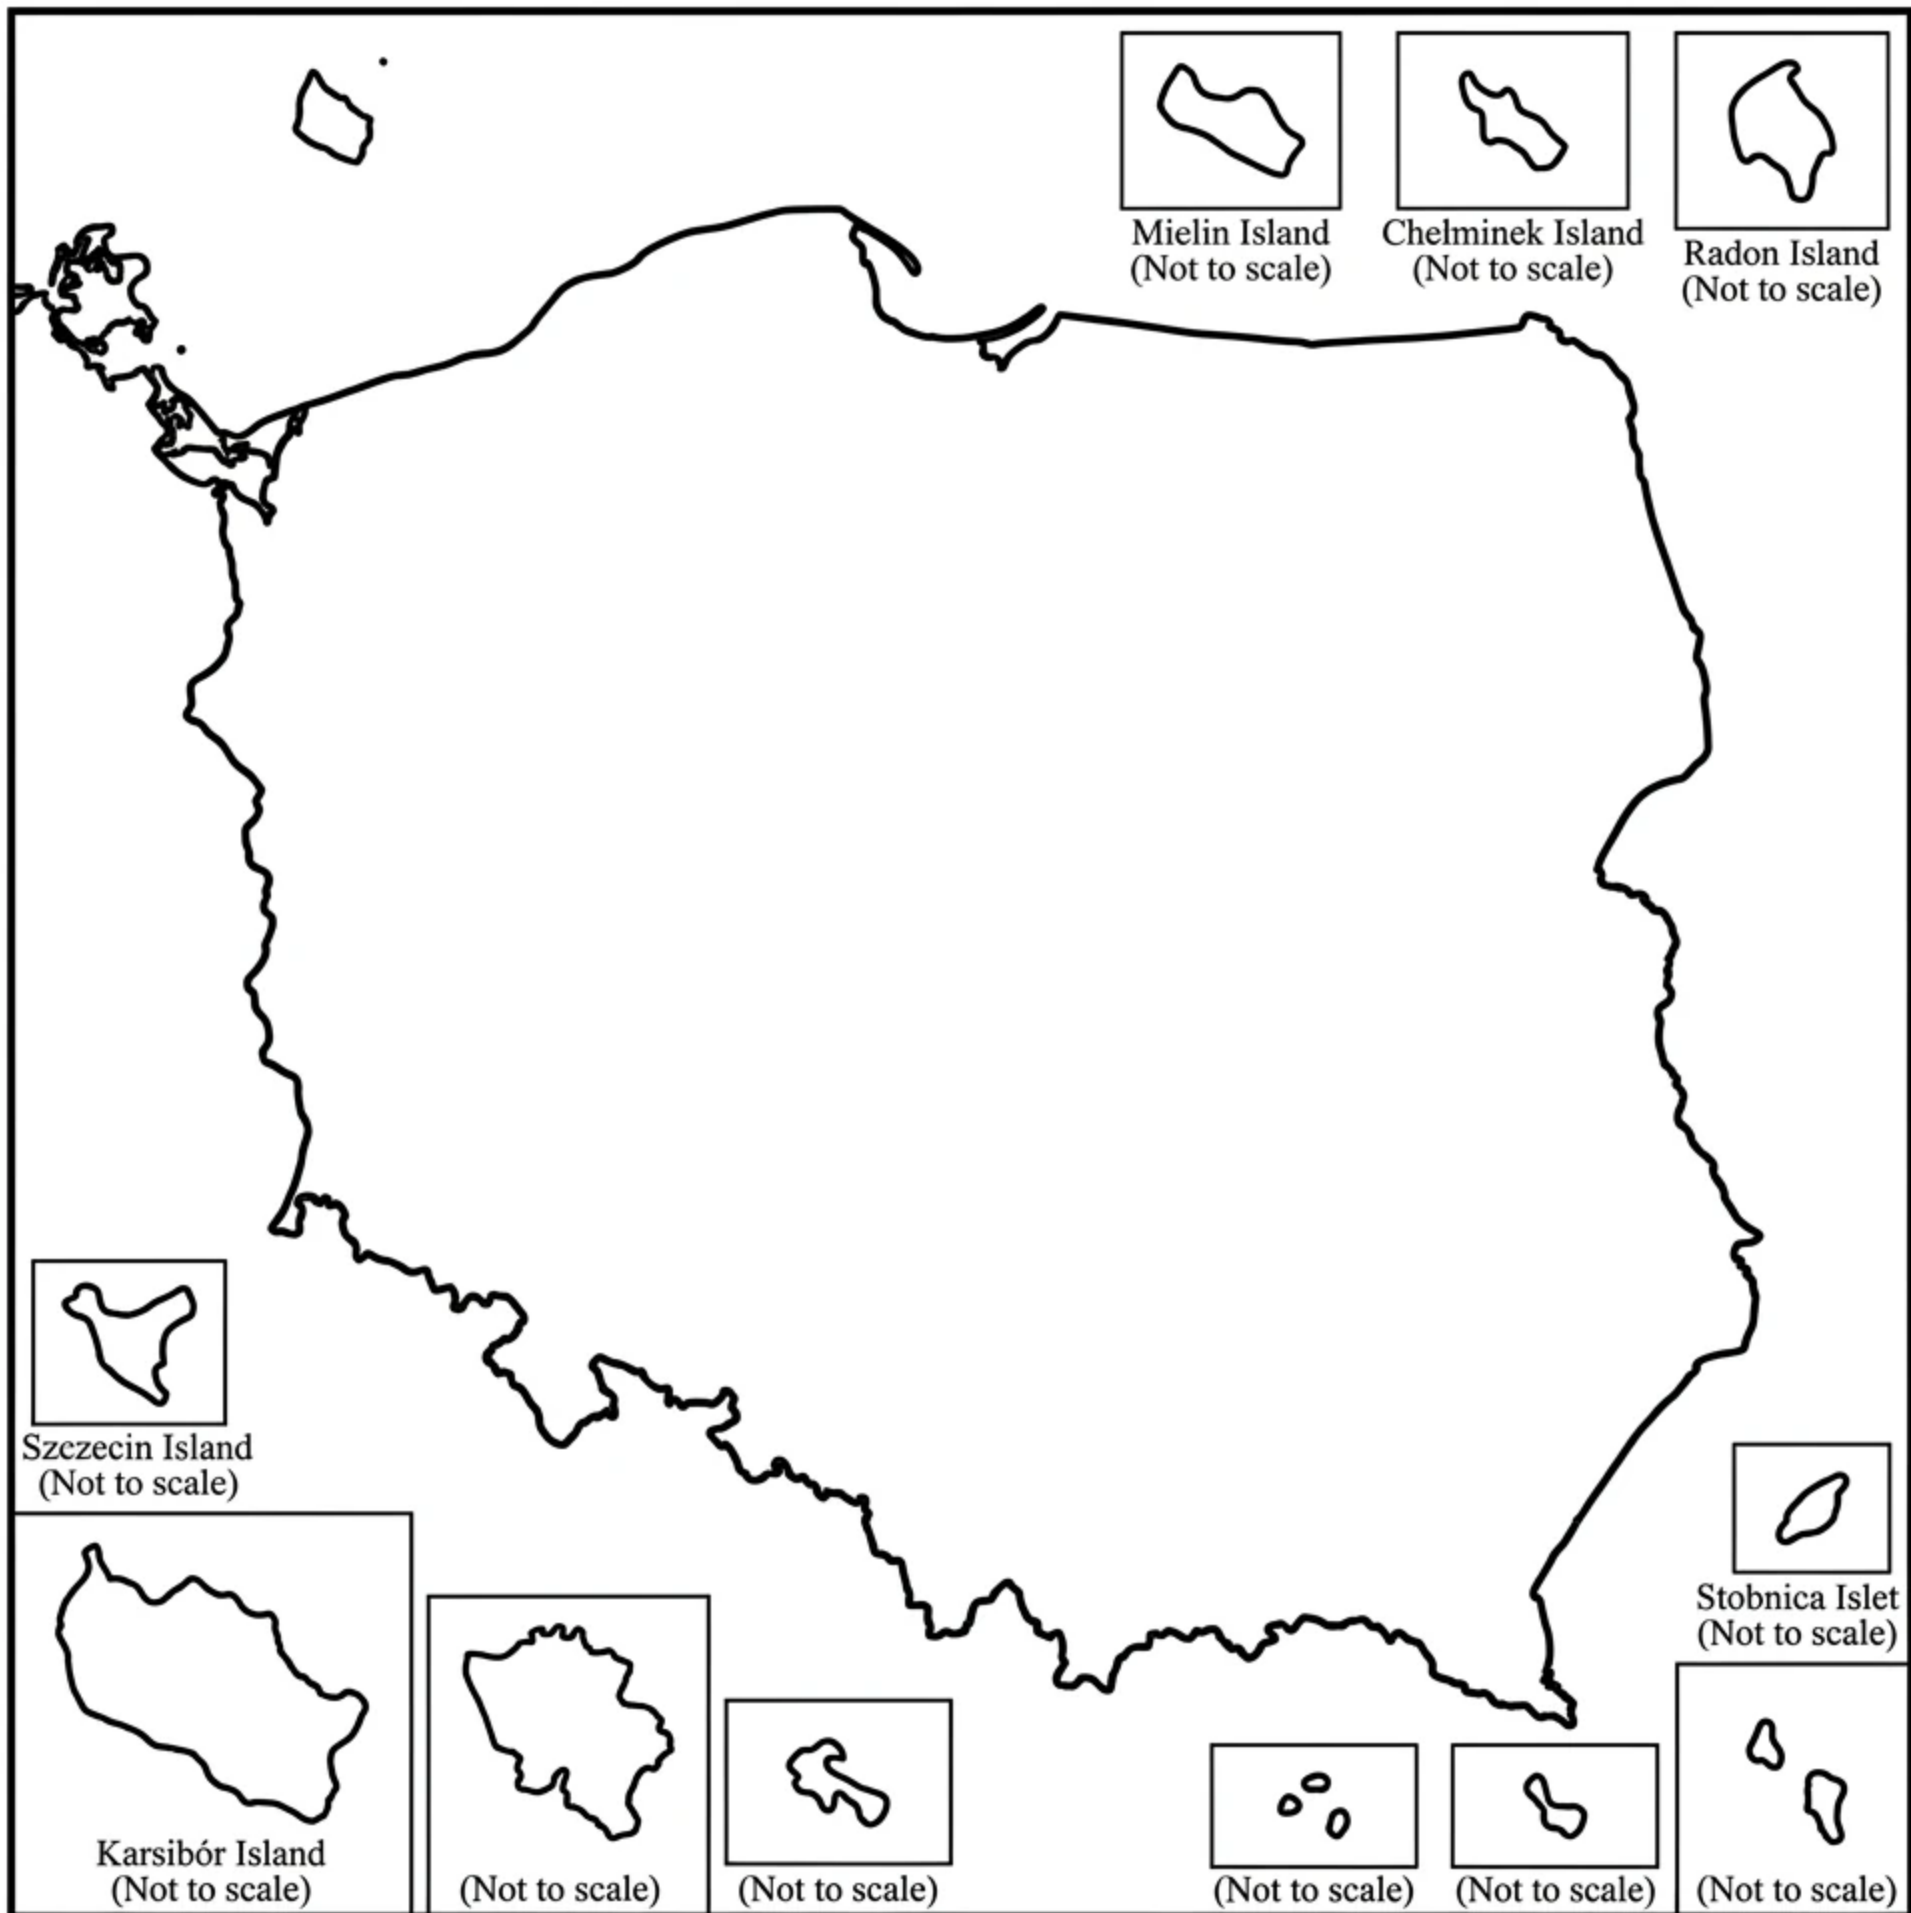 Mielin Island
(Not to scale)
Chelminek Island
(Not to scale)
Radon Island
(Not to scale)
Szczecin Island
(Not to scale)
Stobnica Islet
(Not to scale)
Karsibór Island
(Not to scale)
(Not to scale)
(Not to scale)
(Not to scale)
(Not to scale)
(Not to scale)